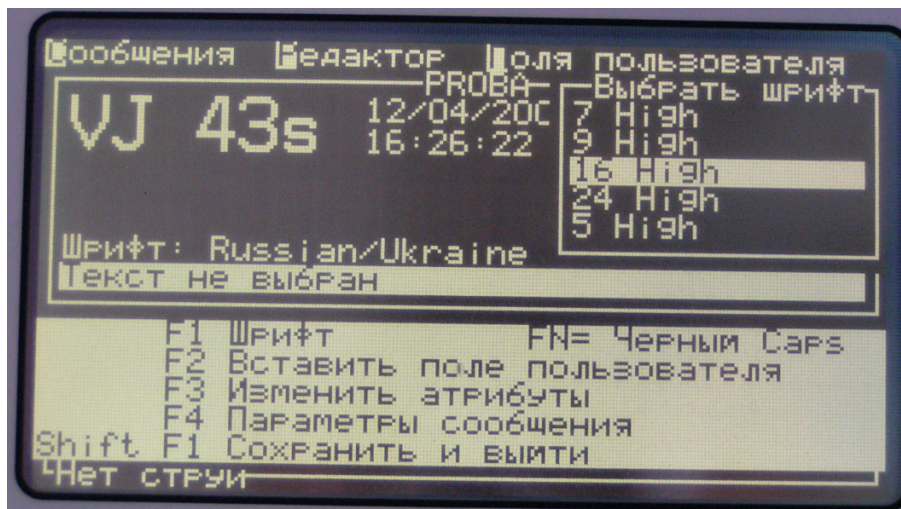 Сообщения Редактор Поля пользователя
PROBA
Выбрать шрифт
VJ 43s
12/04/200
16:26:22
7 High
9 High
16 High
24 High
5 High
Шрифт: Russian/Ukraine
Текст не выбран
F1 Шрифт FN= Черным Caps
F2 Вставить поле пользователя
F3 Изменить атрибуты
F4 Параметры сообщения
Shift F1 Сохранить и выйти
Нет струи